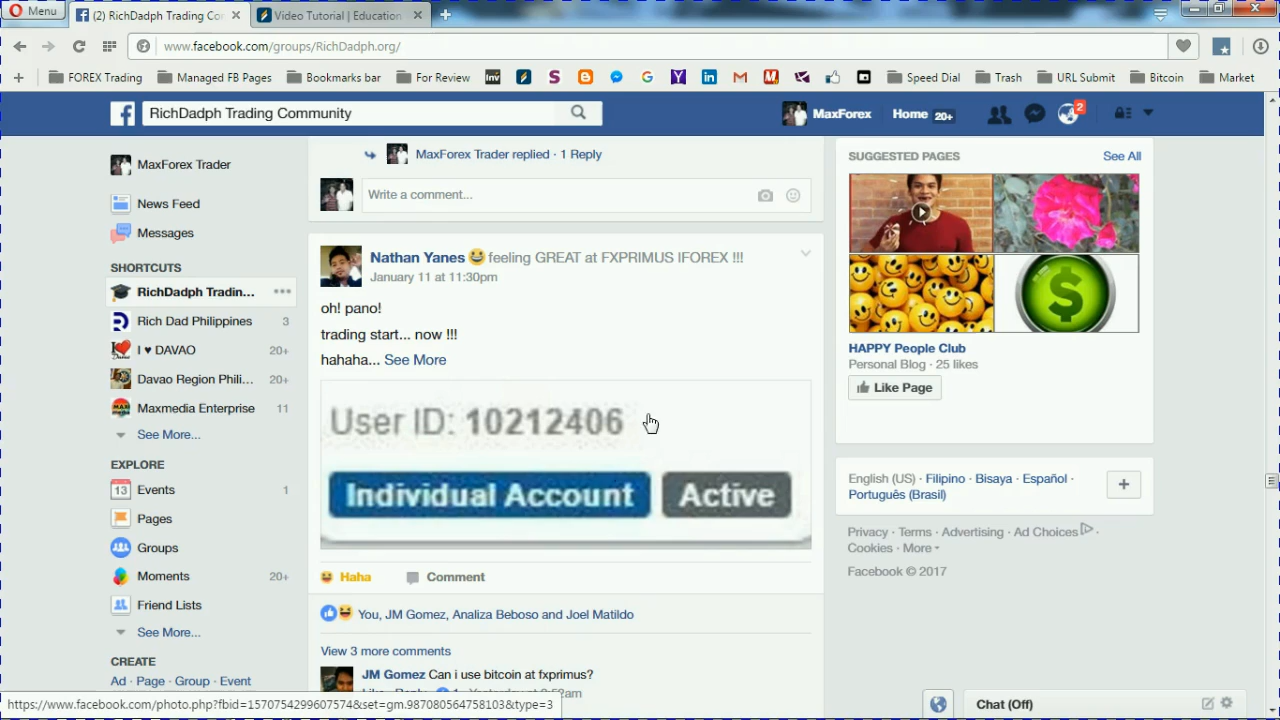 Menu
(2) RichDadph Trading Co
Video Tutorial | Education
www.facebook.com/groups/RichDadph.org/
FOREX Trading
Managed FB Pages
Bookmarks bar
For Review
Inv
Speed Dial
Trash
URL Submit
Bitcoin
Market
RichDadph Trading Community
MaxForex
Home 20+
2
MaxForex Trader
News Feed
Messages
SHORTCUTS
RichDadph Tradin...
Rich Dad Philippines 3
I ♥ DAVAO 20+
Davao Region Phili... 20+
Maxmedia Enterprise 11
See More...
EXPLORE
13 Events 1
Pages
Groups
Moments 20+
Friend Lists
See More...
CREATE
Ad · Page · Group · Event
MaxForex Trader replied · 1 Reply
Write a comment...
Nathan Yanes 😆 feeling GREAT at FXPRIMUS IFOREX !!!
January 11 at 11:30pm
oh! pano!
trading start... now !!!
hahaha... See More
User ID: 10212406
Individual Account Active
Haha Comment
You, JM Gomez, Analiza Beboso and Joel Matildo
View 3 more comments
JM Gomez Can i use bitcoin at fxprimus?
SUGGESTED PAGES See All
HAPPY People Club
Personal Blog · 25 likes
Like Page
English (US) · Filipino · Bisaya · Español ·
Português (Brasil)
Privacy · Terms · Advertising · Ad Choices ·
Cookies · More
Facebook © 2017
https://www.facebook.com/photo.php?fbid=1570754299607574&set=gm.987080564758103&type=3
Chat (Off)